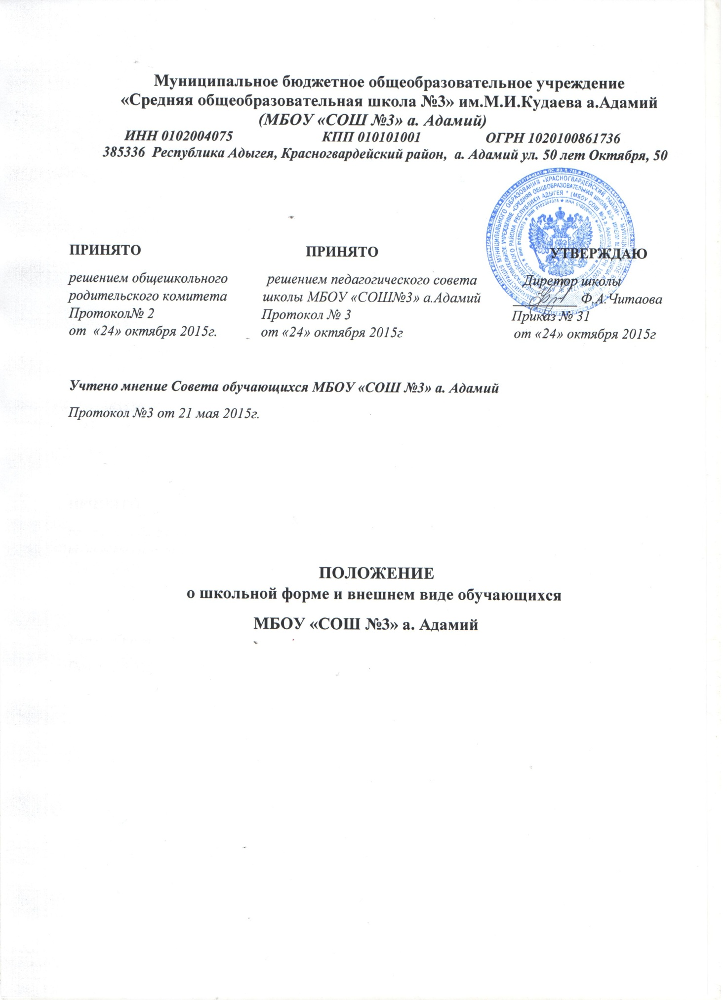 Муниципальное бюджетное общеобразовательное учреждение
«Средняя общеобразовательная школа №3» им.М.И.Кудаева а.Адамий
(МБОУ «СОШ №3» а. Адамий)
ИНН 0102004075 КПП 010101001 ОГРН 1020100861736
385336 Республика Адыгея, Красногвардейский район, а. Адамий ул. 50 лет Октября, 50
ПРИНЯТО ПРИНЯТО УТВЕРЖДАЮ
решением общешкольного решением педагогического совета Директор школы
родительского комитета школы МБОУ «СОШ№3» а.Адамий Ф.А.Читаова
Протокол№ 2 Протокол № 3 Приказ № 31
от «24» октября 2015г. от «24» октября 2015г от «24» октября 2015г
Учтено мнение Совета обучающихся МБОУ «СОШ №3» а. Адамий
Протокол №3 от 21 мая 2015г.
ПОЛОЖЕНИЕ
о школьной форме и внешнем виде обучающихся
МБОУ «СОШ №3» а. Адамий